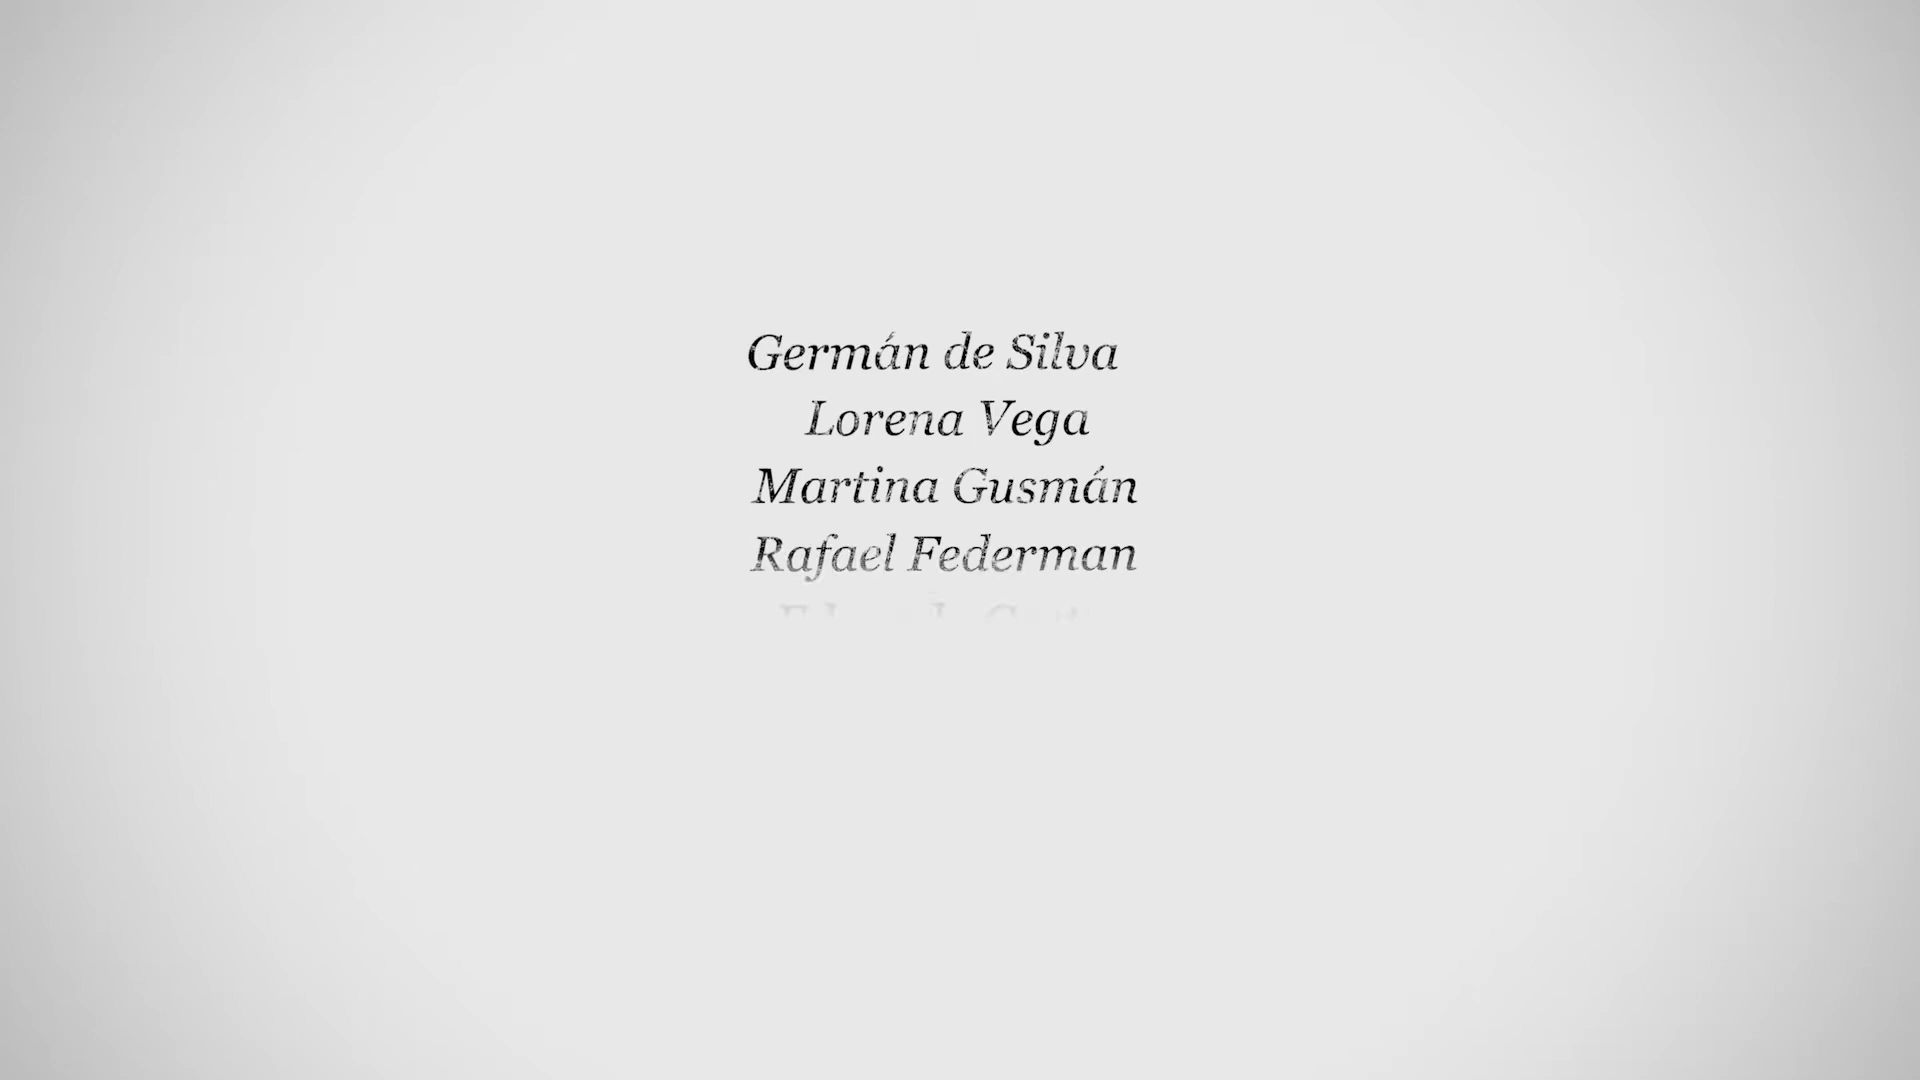 Germán de Silva
Lorena Vega
Martina Gusmán
Rafael Federman